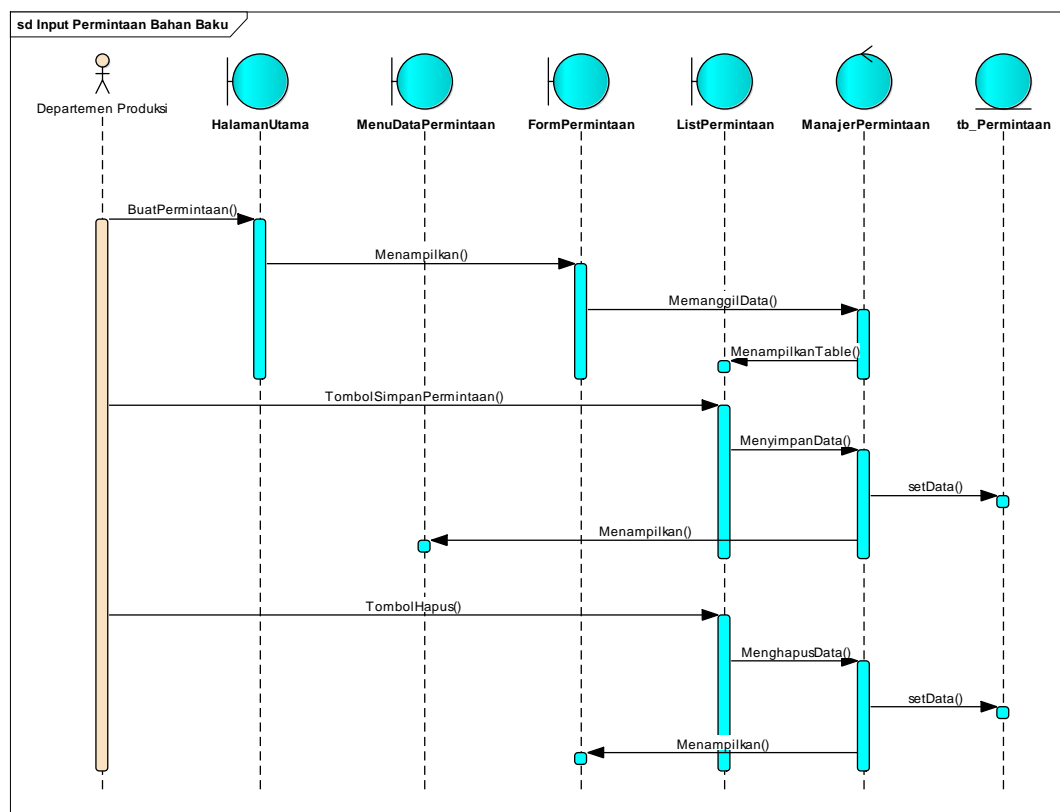 sd Input Permintaan Bahan Baku
Departemen Produksi
HalamanUtama
MenuDataPermintaan
FormPermintaan
ListPermintaan
ManajerPermintaan
tb_Permintaan
BuatPermintaan()
Menampilkan()
MemanggilData()
MenampilkanTable()
TombolSimpanPermintaan()
MenyimpanData()
setData()
Menampilkan()
TombolHapus()
MenghapusData()
setData()
Menampilkan()